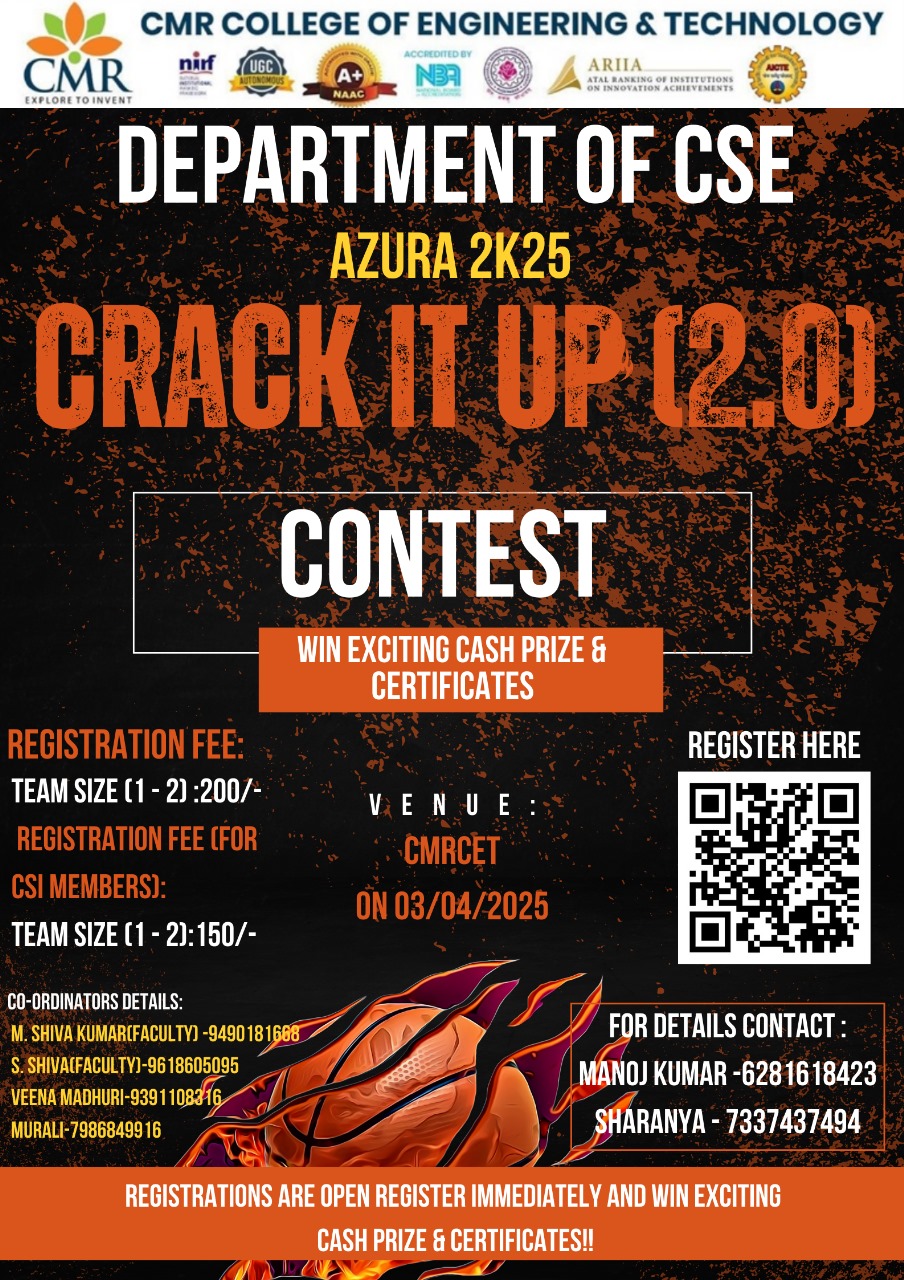 CMR COLLEGE OF ENGINEERING & TECHNOLOGY
CMR
EXPLORE TO INVENT
nirf
UGC
AUTONOMOUS
A+
NAAC
ACCREDITED BY
NBA
ARIIA
ATAL RANKING OF INSTITUTIONS
ON INNOVATION ACHIEVEMENTS
AICTE
DEPARTMENT OF CSE
AZURA 2K25
CRACK IT UP (2.0)
CONTEST
WIN EXCITING CASH PRIZE &
CERTIFICATES
REGISTRATION FEE:
TEAM SIZE (1 - 2) :200/-
REGISTRATION FEE (FOR
CSI MEMBERS):
TEAM SIZE (1 - 2):150/-
VENUE:
CMRCET
ON 03/04/2025
REGISTER HERE
CO-ORDINATORS DETAILS:
M. SHIVA KUMAR(FACULTY) -9490181668
S. SHIVA(FACULTY)-9618605095
VEENA MADHURI-9391108316
MURALI-7986849916
FOR DETAILS CONTACT :
MANOJ KUMAR -6281618423
SHARANYA - 7337437494
REGISTRATIONS ARE OPEN REGISTER IMMEDIATELY AND WIN EXCITING
CASH PRIZE & CERTIFICATES!!